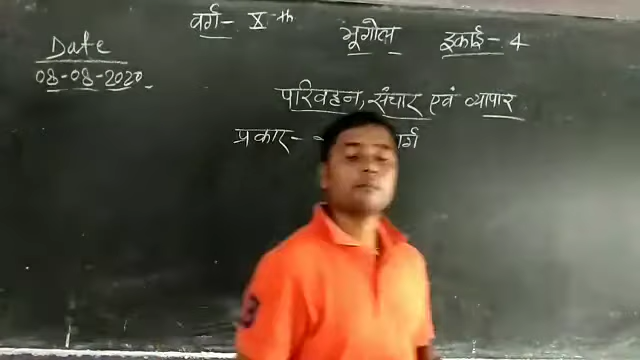 वर्ग- X th भूगोल इकाई- 4
Date
08-08-2020
परिवहन, संचार एवं व्यापार
प्रकार-